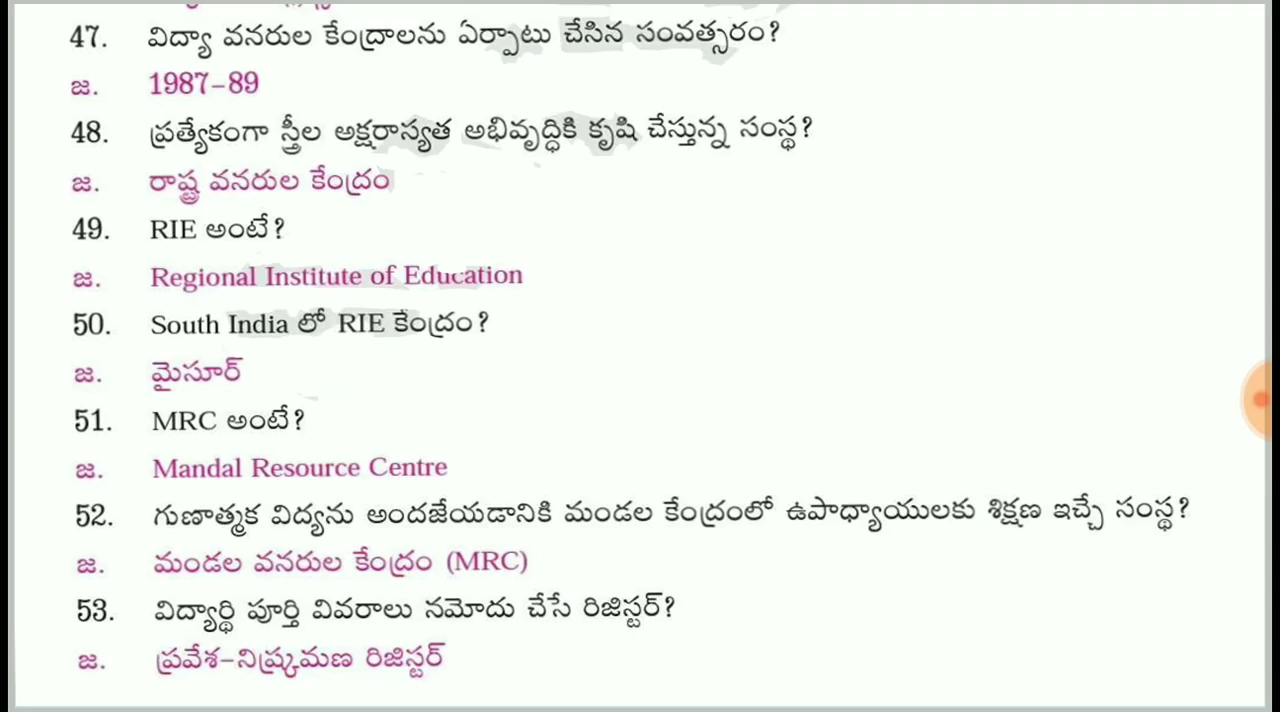 47. విద్యా వనరుల కేంద్రాలను ఏర్పాటు చేసిన సంవత్సరం?
జ. 1987-89
48. ప్రత్యేకంగా స్త్రీల అక్షరాస్యత అభివృద్ధికి కృషి చేస్తున్న సంస్థ?
జ. రాష్ట్ర వనరుల కేంద్రం
49. RIE అంటే?
జ. Regional Institute of Education
50. South India లో RIE కేంద్రం?
జ. మైసూర్
51. MRC అంటే?
జ. Mandal Resource Centre
52. గుణాత్మక విద్యను అందజేయడానికి మండల కేంద్రంలో ఉపాధ్యాయులకు శిక్షణ ఇచ్చే సంస్థ?
జ. మండల వనరుల కేంద్రం (MRC)
53. విద్యార్థి పూర్తి వివరాలు నమోదు చేసే రిజిస్టర్?
జ. ప్రవేశ-నిష్క్రమణ రిజిస్టర్